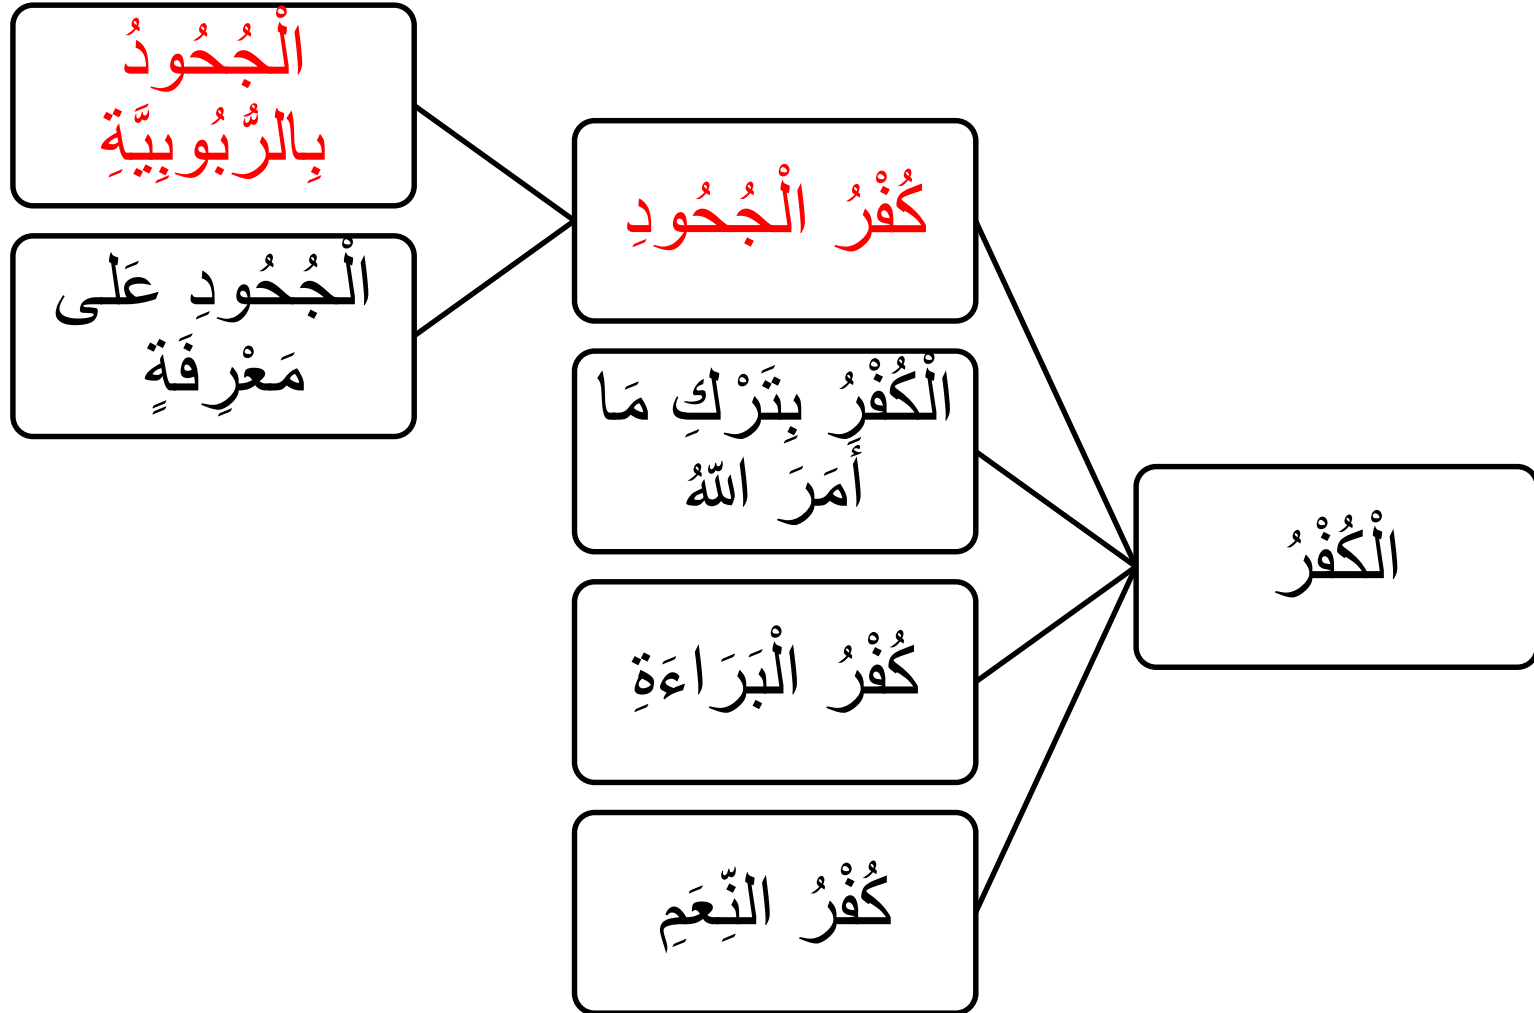 الْكُفْرُ
كُفْرُ الْجُحُودِ
الْجُحُودُ
بِالرُّبُوبِيَّةِ
الْجُحُودِ عَلى
مَعْرِفَةٍ
الْكُفْرُ بِتَرْكِ مَا
أَمَرَ اللّهُ
كُفْرُ الْبَرَاءَةِ
كُفْرُ النِّعَمِ